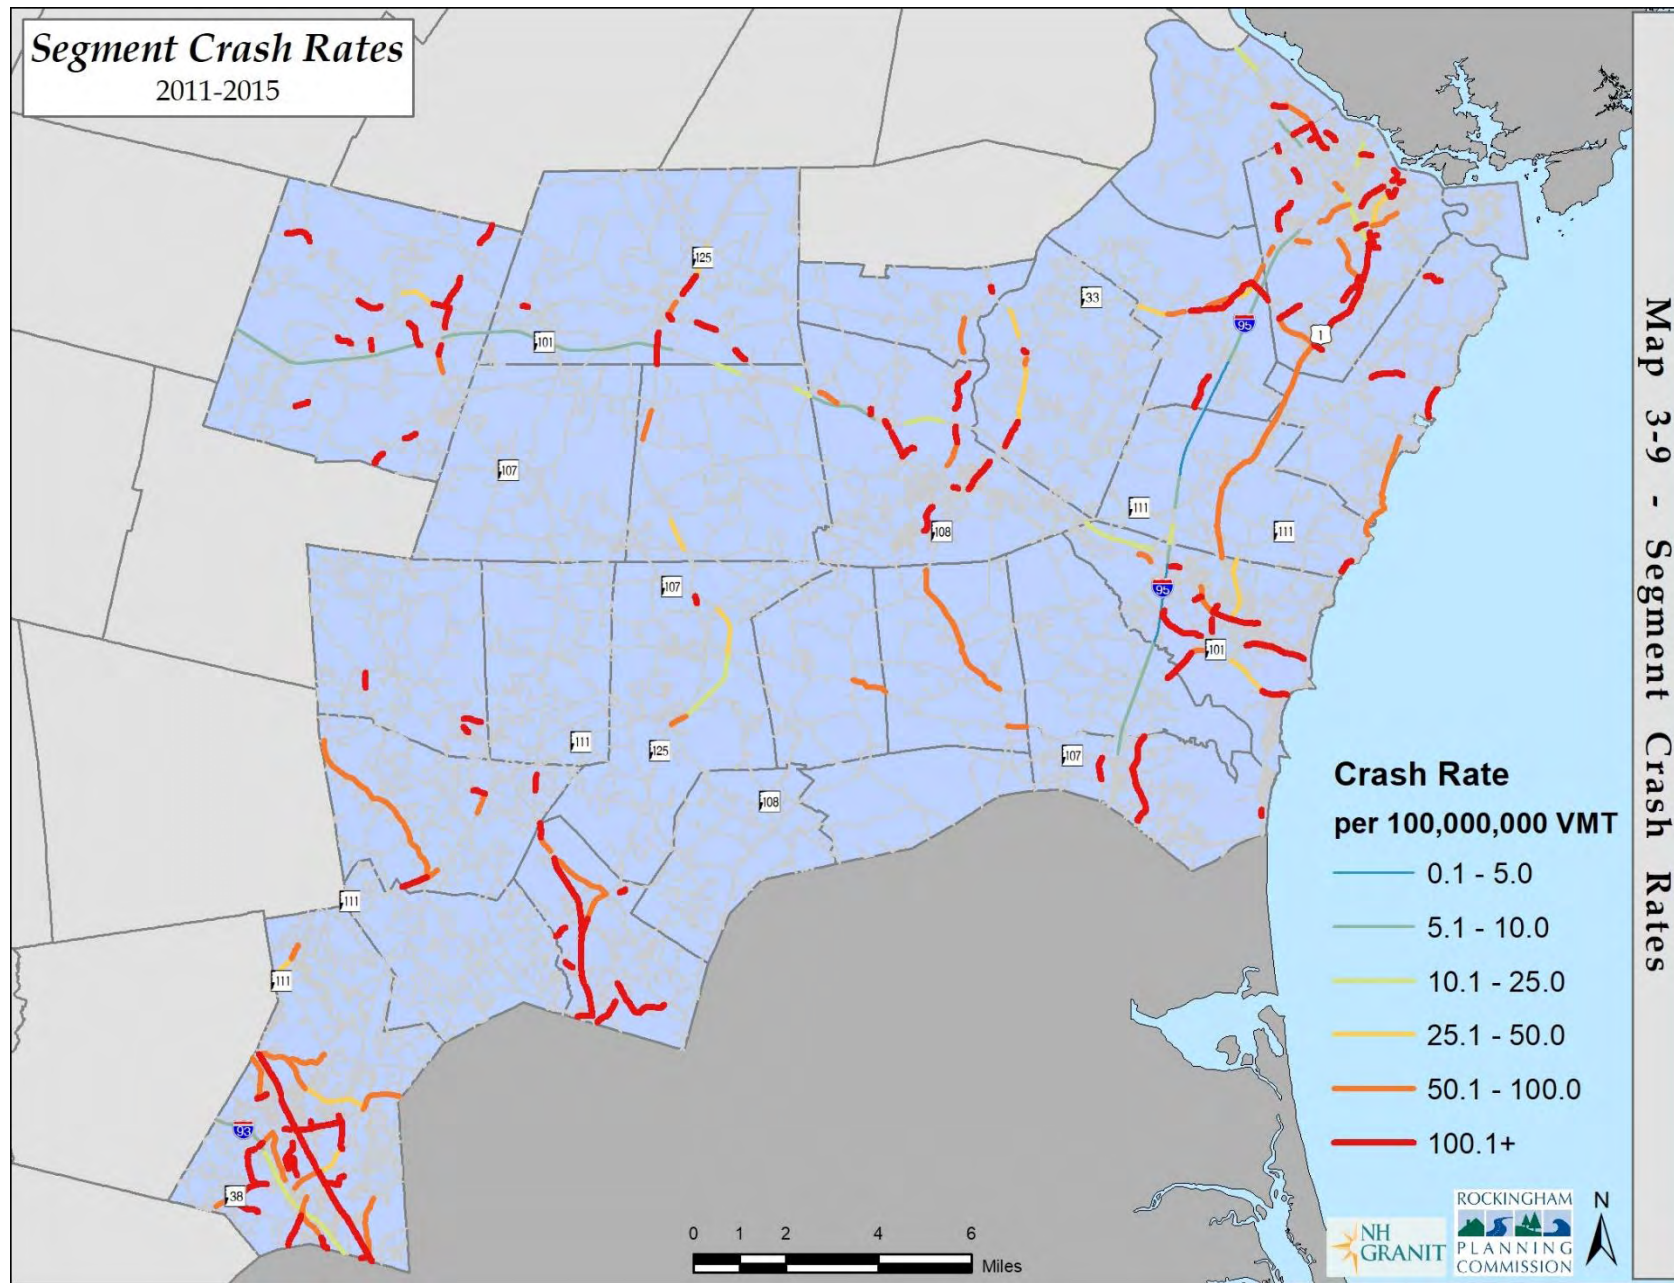 Segment Crash Rates
2011-2015
Map 3-9 - Segment Crash Rates
125
33
95
1
101
107
111
108
111
107
95
101
111
125
107
108
111
111
93
38
Crash Rate
per 100,000,000 VMT
0.1 - 5.0
5.1 - 10.0
10.1 - 25.0
25.1 - 50.0
50.1 - 100.0
100.1+
0 1 2 4 6
Miles
NH
GRANIT
ROCKINGHAM
PLANNING
COMMISSION
N